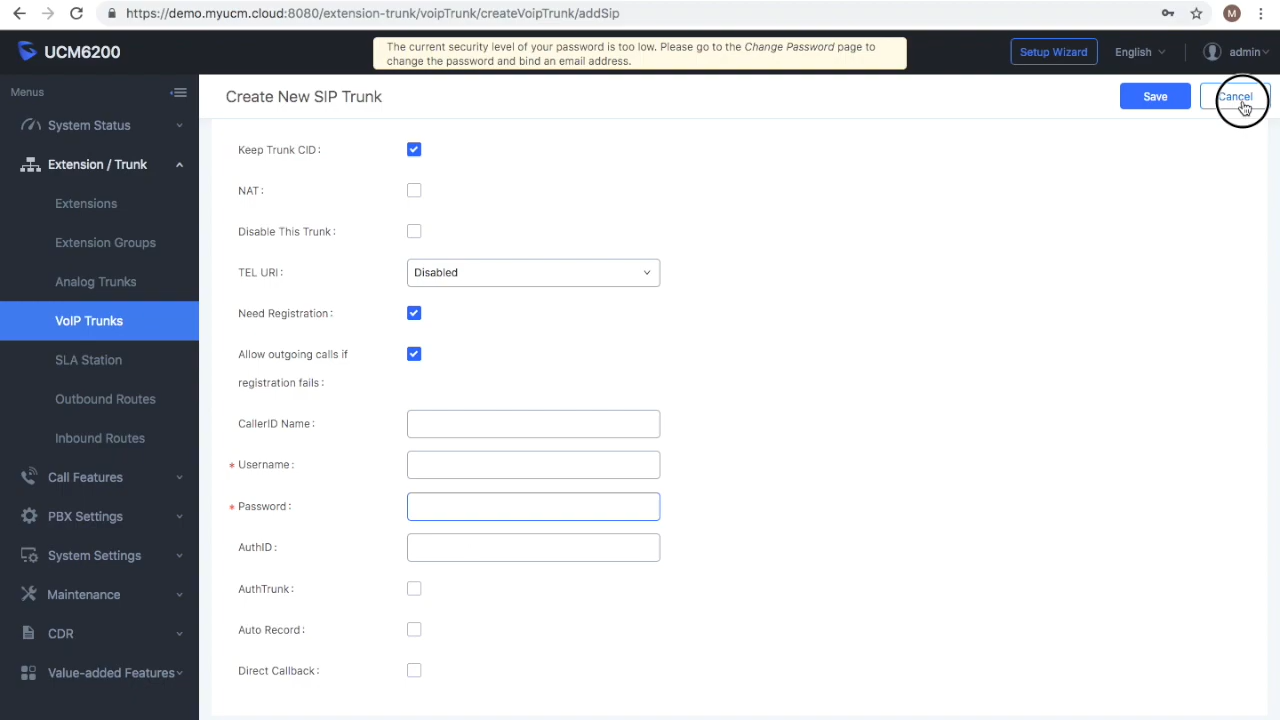 https://demo.myucm.cloud:8080/extension-trunk/voipTrunk/createVoipTrunk/addSip
M
UCM6200
The current security level of your password is too low. Please go to the Change Password page to
change the password and bind an email address.
Setup Wizard
English
admin
Menus
Create New SIP Trunk
Save
Cancel
System Status
Extension / Trunk
Extensions
Extension Groups
Analog Trunks
VoIP Trunks
SLA Station
Outbound Routes
Inbound Routes
Call Features
PBX Settings
System Settings
Maintenance
CDR
Value-added Features
Keep Trunk CID :
NAT :
Disable This Trunk :
TEL URI :
Disabled
Need Registration :
Allow outgoing calls if
registration fails :
CallerID Name :
* Username :
* Password :
AuthID :
AuthTrunk :
Auto Record :
Direct Callback :